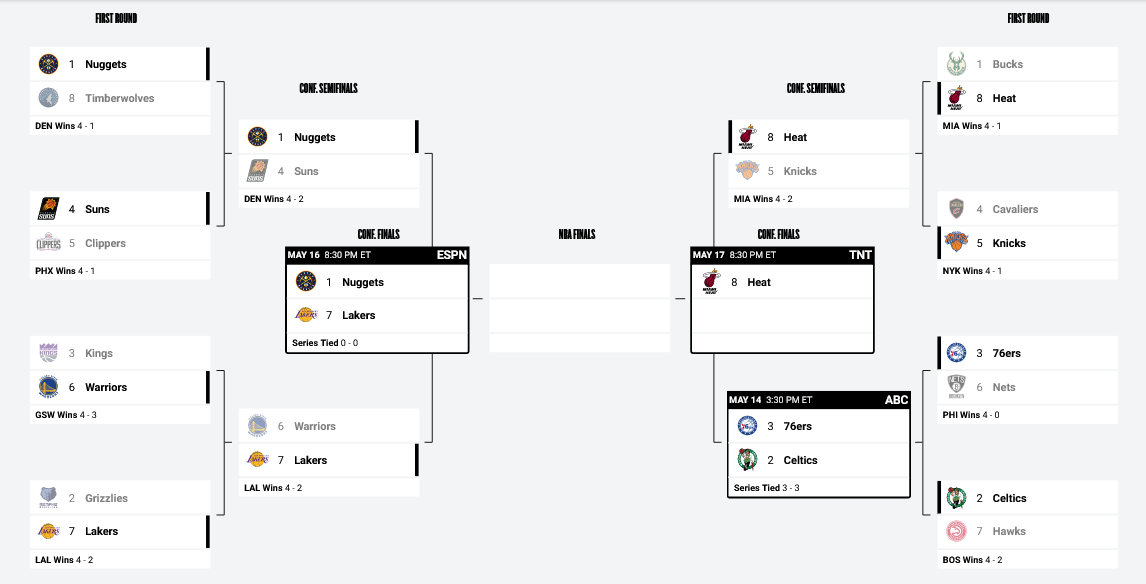 FIRST ROUND
1 Nuggets
8 Timberwolves
DEN Wins 4 - 1
4 Suns
5 Clippers
PHX Wins 4 - 1
3 Kings
6 Warriors
GSW Wins 4 - 3
2 Grizzlies
7 Lakers
LAL Wins 4 - 2
CONF. SEMIFINALS
1 Nuggets
4 Suns
DEN Wins 4 - 2
6 Warriors
7 Lakers
LAL Wins 4 - 2
CONF. FINALS
MAY 16 8:30 PM ET ESPN
1 Nuggets
7 Lakers
Series Tied 0 - 0
NBA FINALS
CONF. FINALS
MAY 17 8:30 PM ET TNT
8 Heat
CONF. SEMIFINALS
8 Heat
5 Knicks
MIA Wins 4 - 2
MAY 14 3:30 PM ET ABC
3 76ers
2 Celtics
Series Tied 3 - 3
FIRST ROUND
1 Bucks
8 Heat
MIA Wins 4 - 1
4 Cavaliers
5 Knicks
NYK Wins 4 - 1
3 76ers
6 Nets
PHI Wins 4 - 0
2 Celtics
7 Hawks
BOS Wins 4 - 2